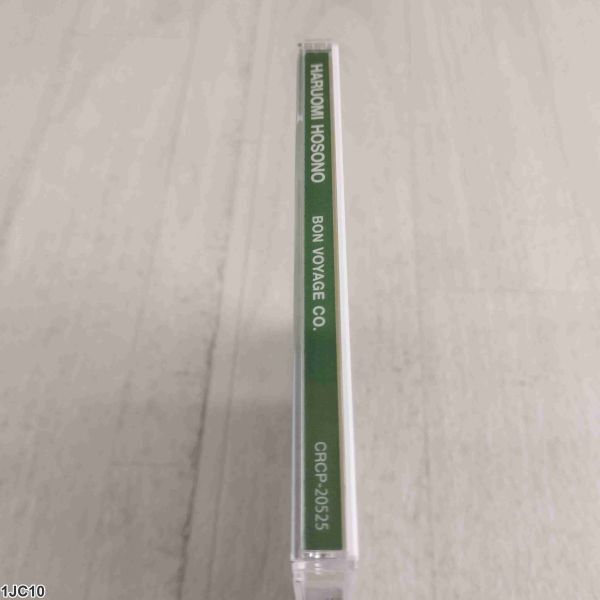 HARUOMI HOSONO BON VOYAGE CO. CRCP-20525
1JC10